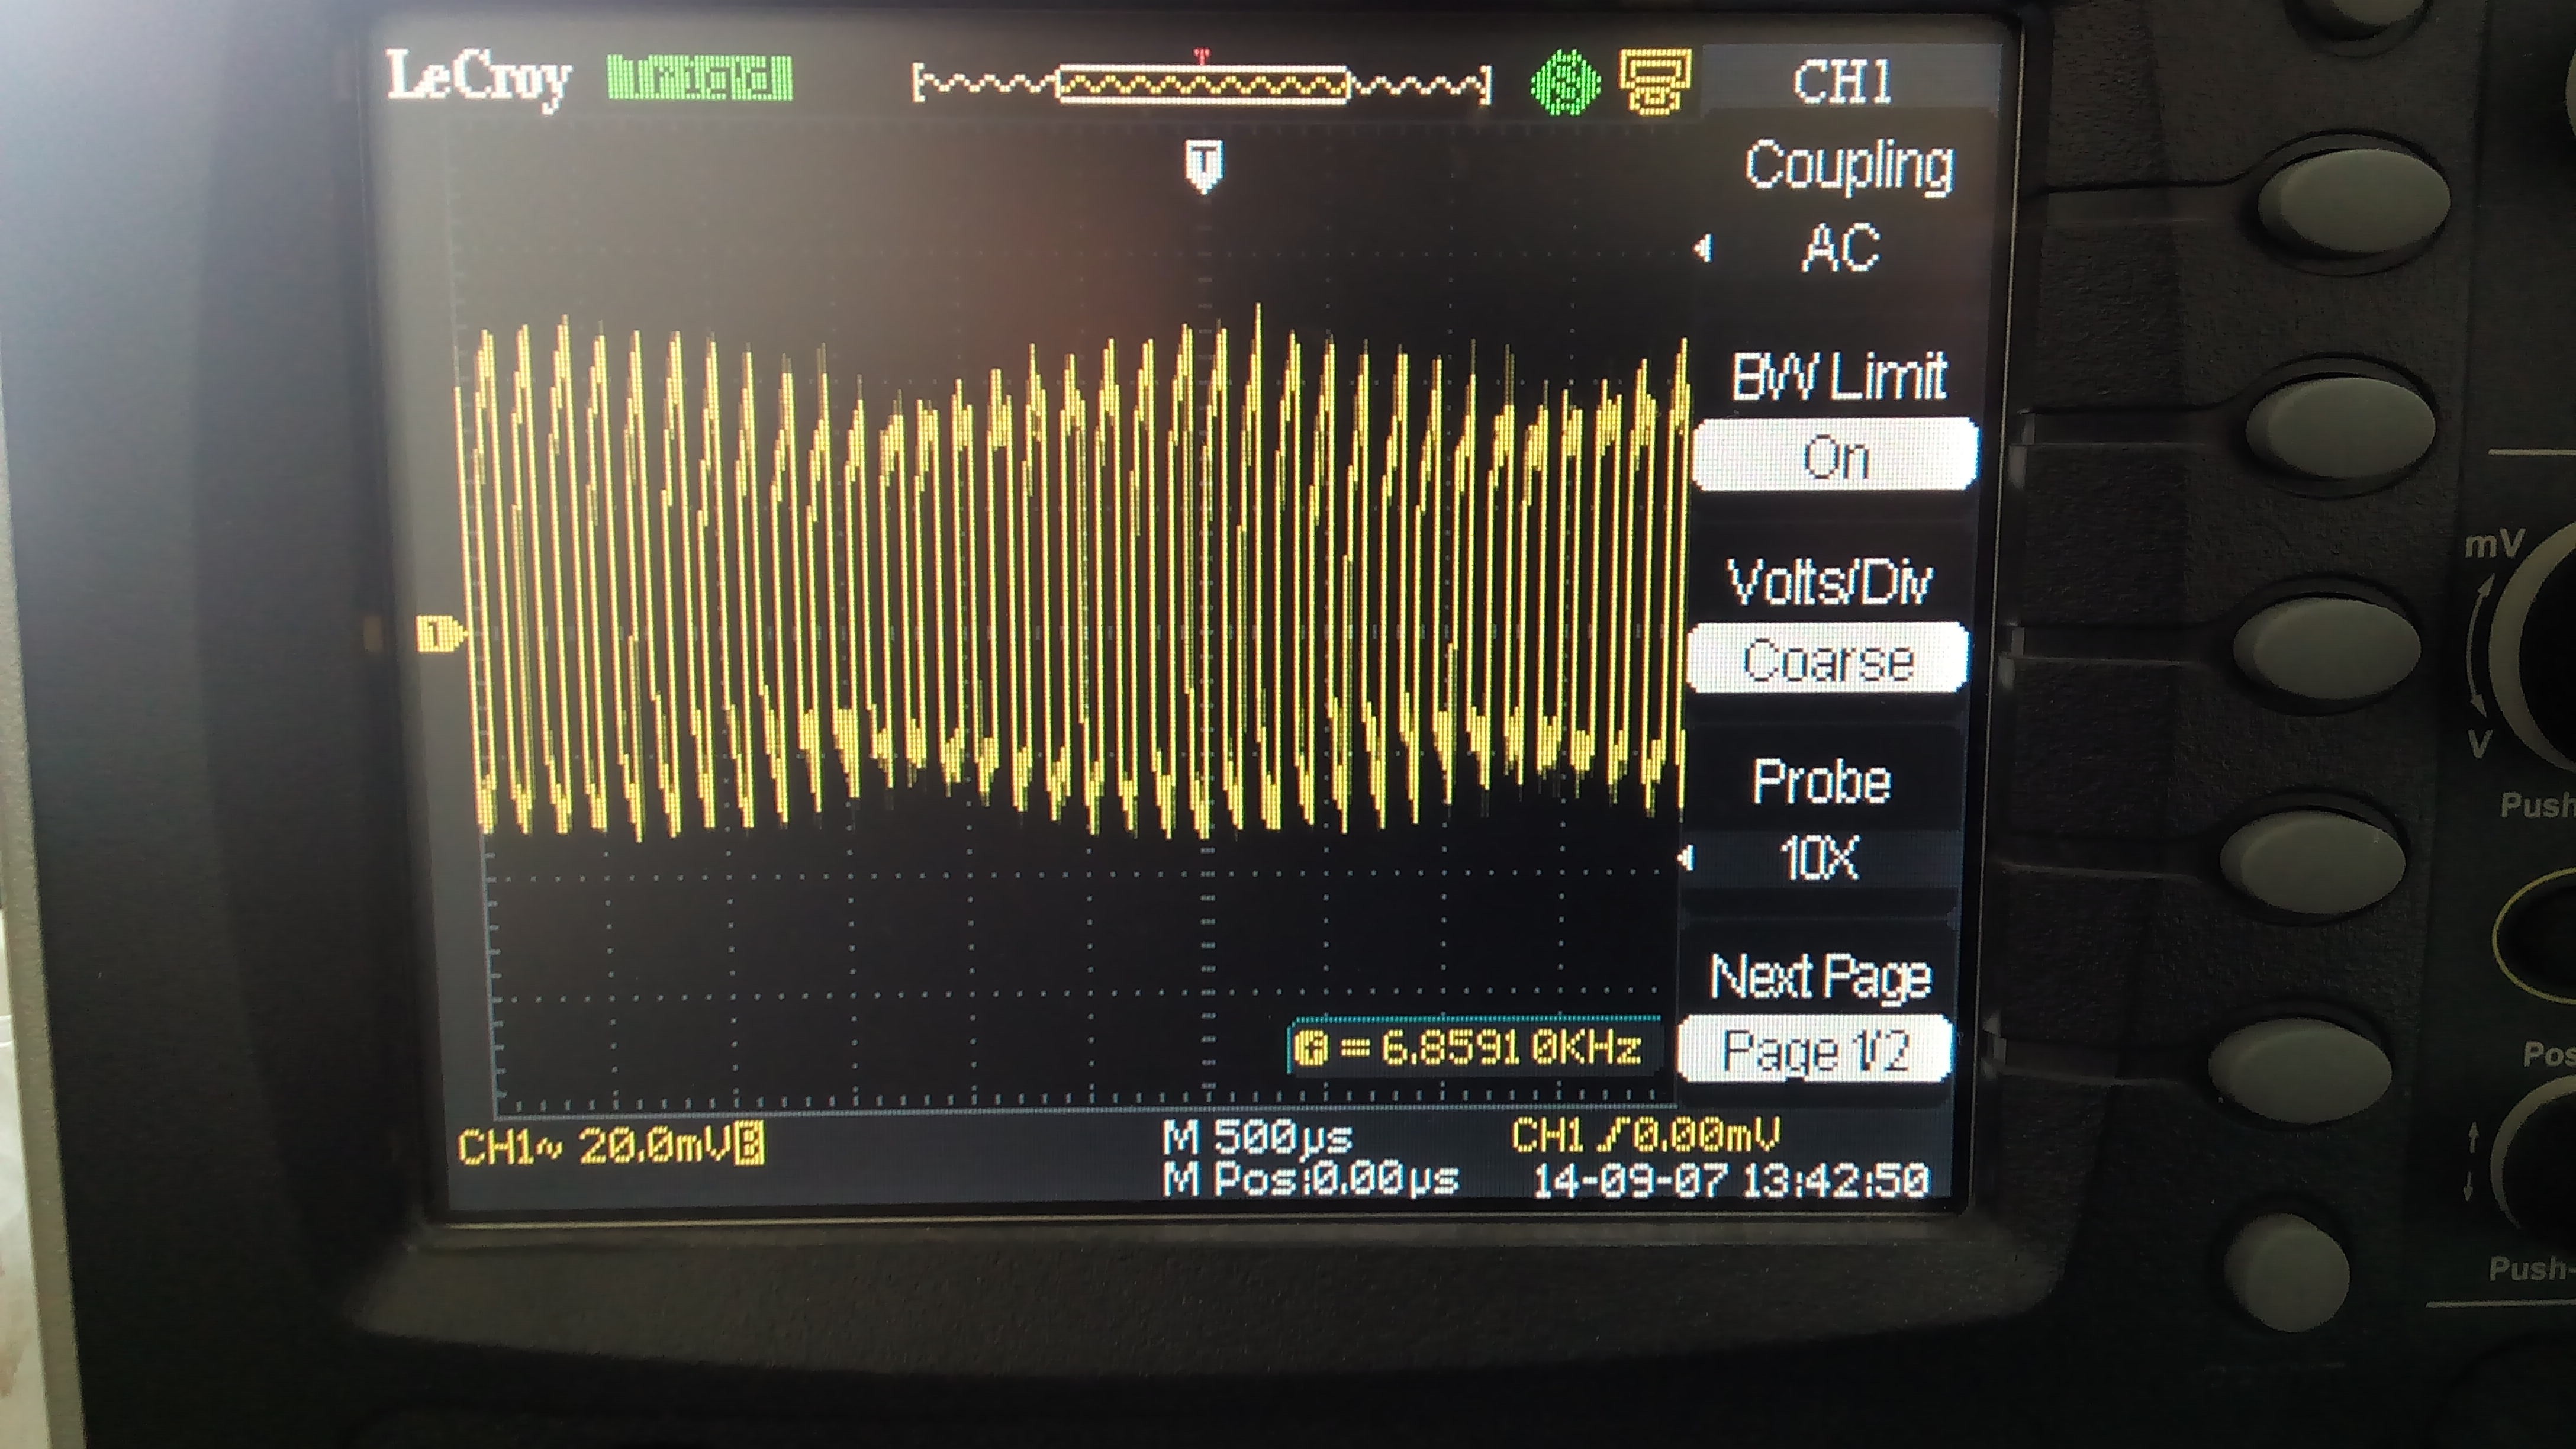 LeCroy Trig'd CH1
T
Coupling
AC
BW Limit
On
Volts/Div
Coarse
Probe
10X
Next Page
Page 1/2
1
= 6.85910KHz
CH1~ 20.0mVB
M 500µs
CH1 /0.00mV
M Pos:0.00µs
14-09-07 13:42:50
mV
V
Push
Pos
Push-